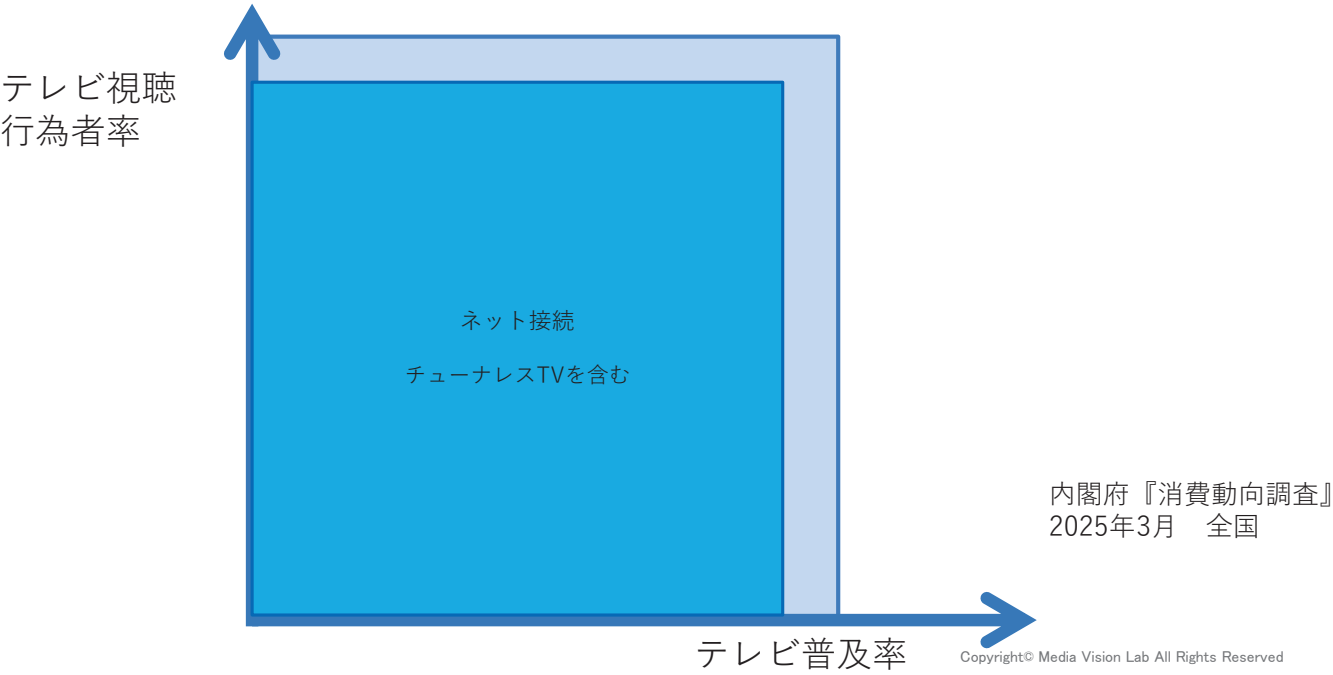 テレビ視聴
行為者率
ネット接続
チューナレスTVを含む
内閣府『消費動向調査』
2025年3月　全国
テレビ普及率
Copyright© Media Vision Lab All Rights Reserved